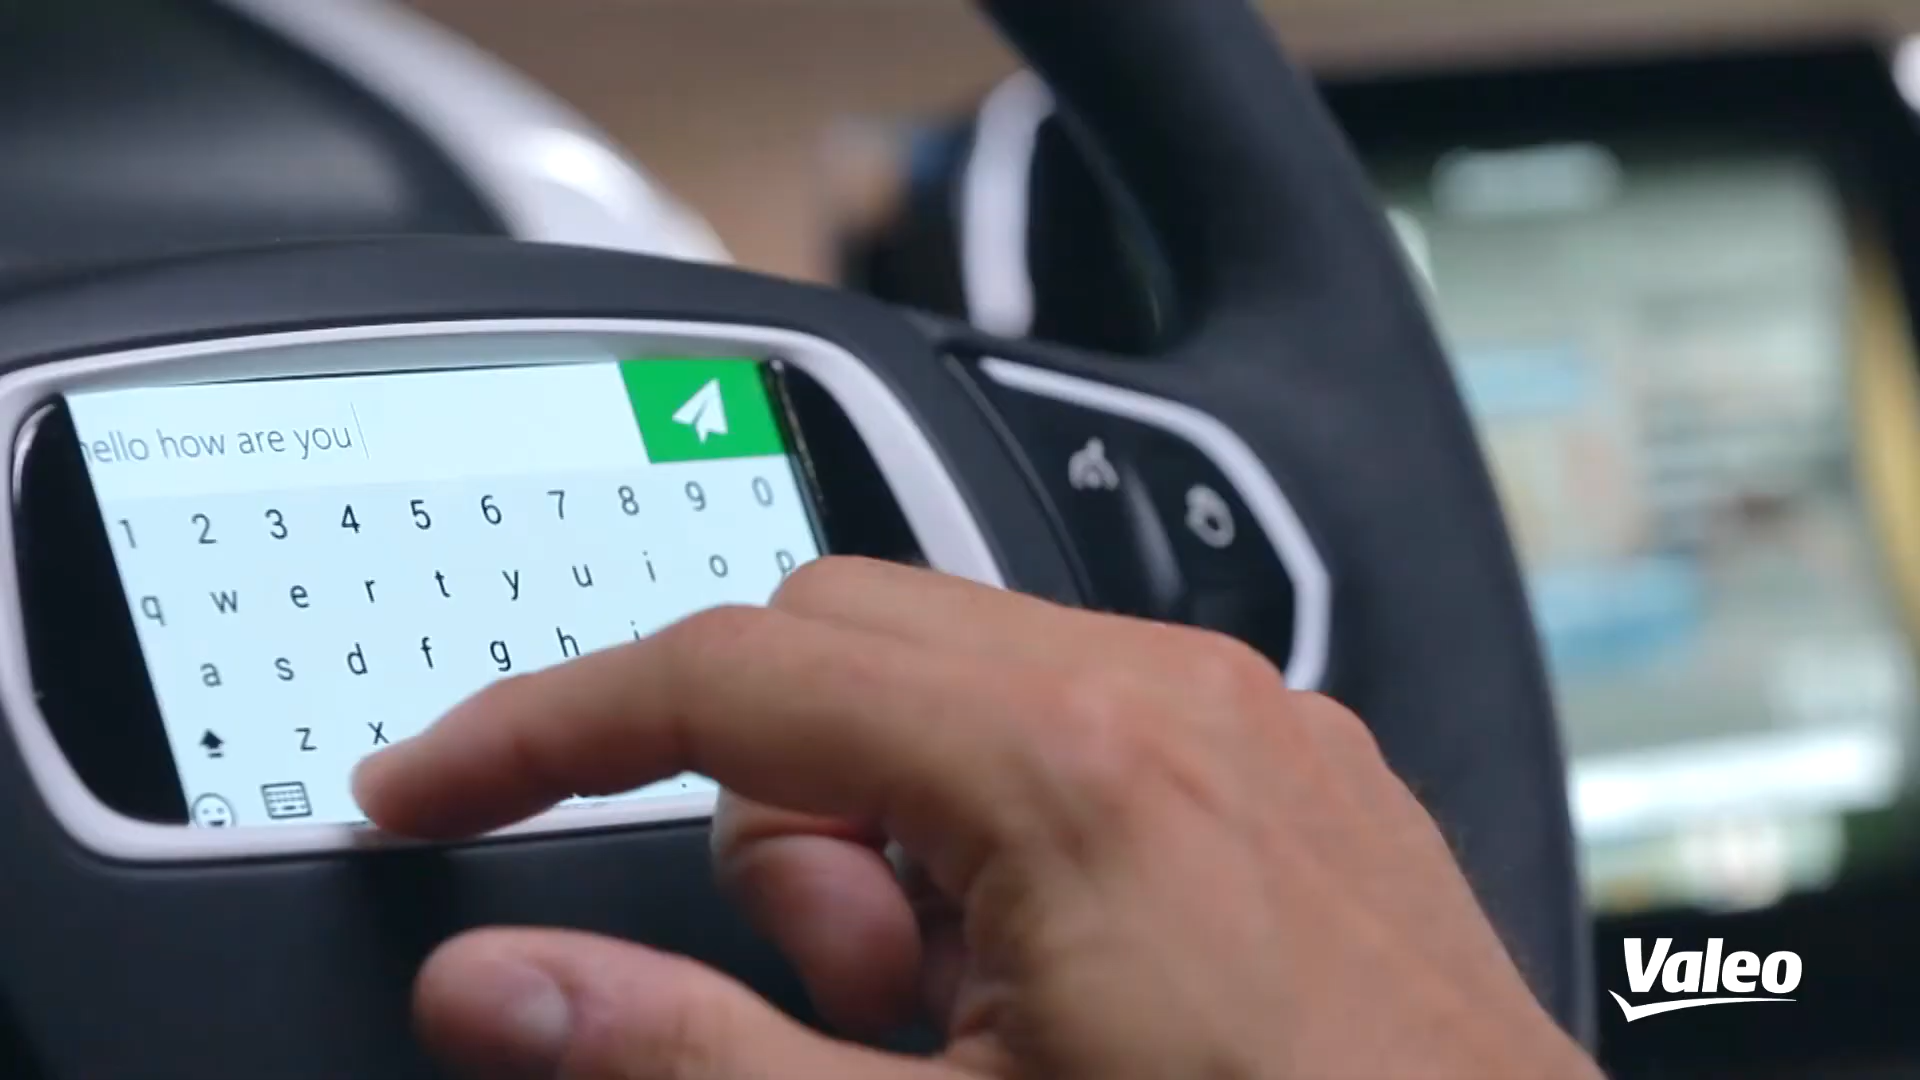 hello how are you
1 2 3 4 5 6 7 8 9 0
q w e r t y u i o p
a s d f g h j
z x
Valeo